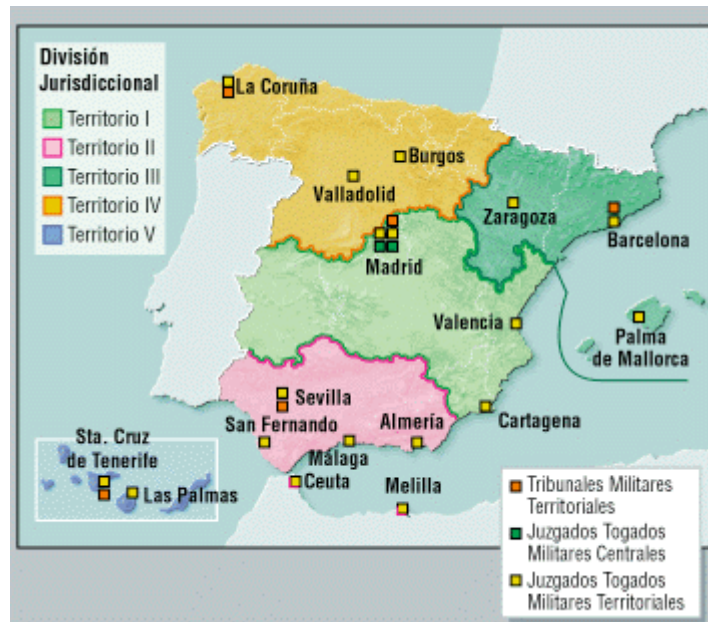 División
Jurisdiccional
Territorio I
Territorio II
Territorio III
Territorio IV
Territorio V
La Coruña
Burgos
Valladolid
Zaragoza
Barcelona
Madrid
Valencia
Palma
de Mallorca
Sevilla
San Fernando
Almería
Cartagena
Málaga
Sta. Cruz
de Tenerife
Las Palmas
Ceuta
Melilla
Tribunales Militares
Territoriales
Juzgados Togados
Militares Centrales
Juzgados Togados
Militares Territoriales